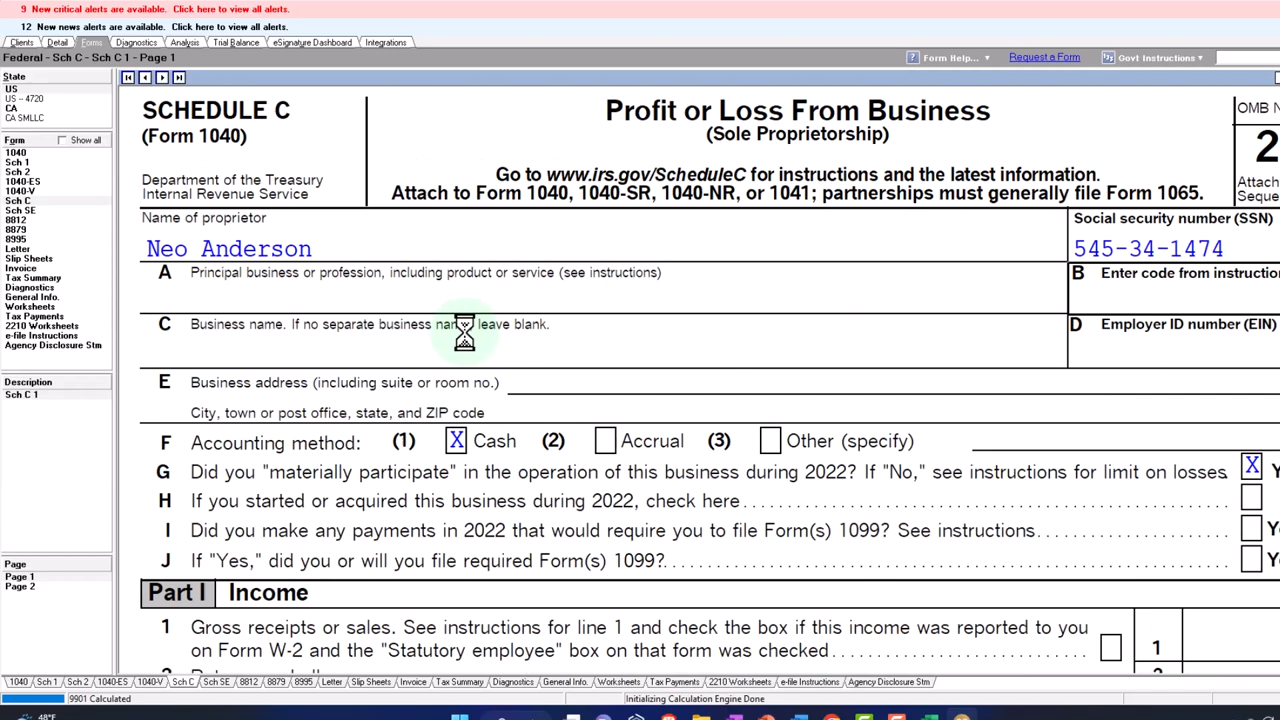 9 New critical alerts are available. Click here to view all alerts.
12 New news alerts are available. Click here to view all alerts.
Clients Detail Forms Diagnostics Analysis Trial Balance eSignature Dashboard Integrations
Federal - Sch C - Sch C 1 - Page 1
? Form Help... Request a Form Govt Instructions
State
US
US -- 4720
CA
CA SMLLC
Form Show all
1040
Sch 1
Sch 2
1040-ES
1040-V
Sch C
Sch SE
8812
8879
8995
Letter
Slip Sheets
Invoice
Tax Summary
Diagnostics
General Info.
Worksheets
Tax Payments
2210 Worksheets
e-file Instructions
Agency Disclosure Stm
Description
Sch C 1
Page
Page 1
Page 2
SCHEDULE C
(Form 1040)
Department of the Treasury
Internal Revenue Service
Profit or Loss From Business
(Sole Proprietorship)
Go to www.irs.gov/ScheduleC for instructions and the latest information.
Attach to Form 1040, 1040-SR, 1040-NR, or 1041; partnerships must generally file Form 1065.
OMB N
2
Attach
Seque
Name of proprietor
Neo Anderson
Social security number (SSN)
545-34-1474
A Principal business or profession, including product or service (see instructions)
B Enter code from instructio
C Business name. If no separate business nam leave blank.
D Employer ID number (EIN)
E Business address (including suite or room no.)
City, town or post office, state, and ZIP code
F Accounting method: (1) X Cash (2) Accrual (3) Other (specify)
G Did you "materially participate" in the operation of this business during 2022? If "No," see instructions for limit on losses. X Y
H If you started or acquired this business during 2022, check here
I Did you make any payments in 2022 that would require you to file Form(s) 1099? See instructions Y
J If "Yes," did you or will you file required Form(s) 1099? Y
Part I Income
1 Gross receipts or sales. See instructions for line 1 and check the box if this income was reported to you
on Form W-2 and the "Statutory employee" box on that form was checked 1
1040 Sch 1 Sch 2 1040-ES 1040-V Sch C Sch SE 8812 8879 8995 Letter Slip Sheets Invoice Tax Summary Diagnostics General Info. Worksheets Tax Payments 2210 Worksheets e-file Instructions Agency Disclosure Stm
9901 Calculated Initializing Calculation Engine Done
48°F